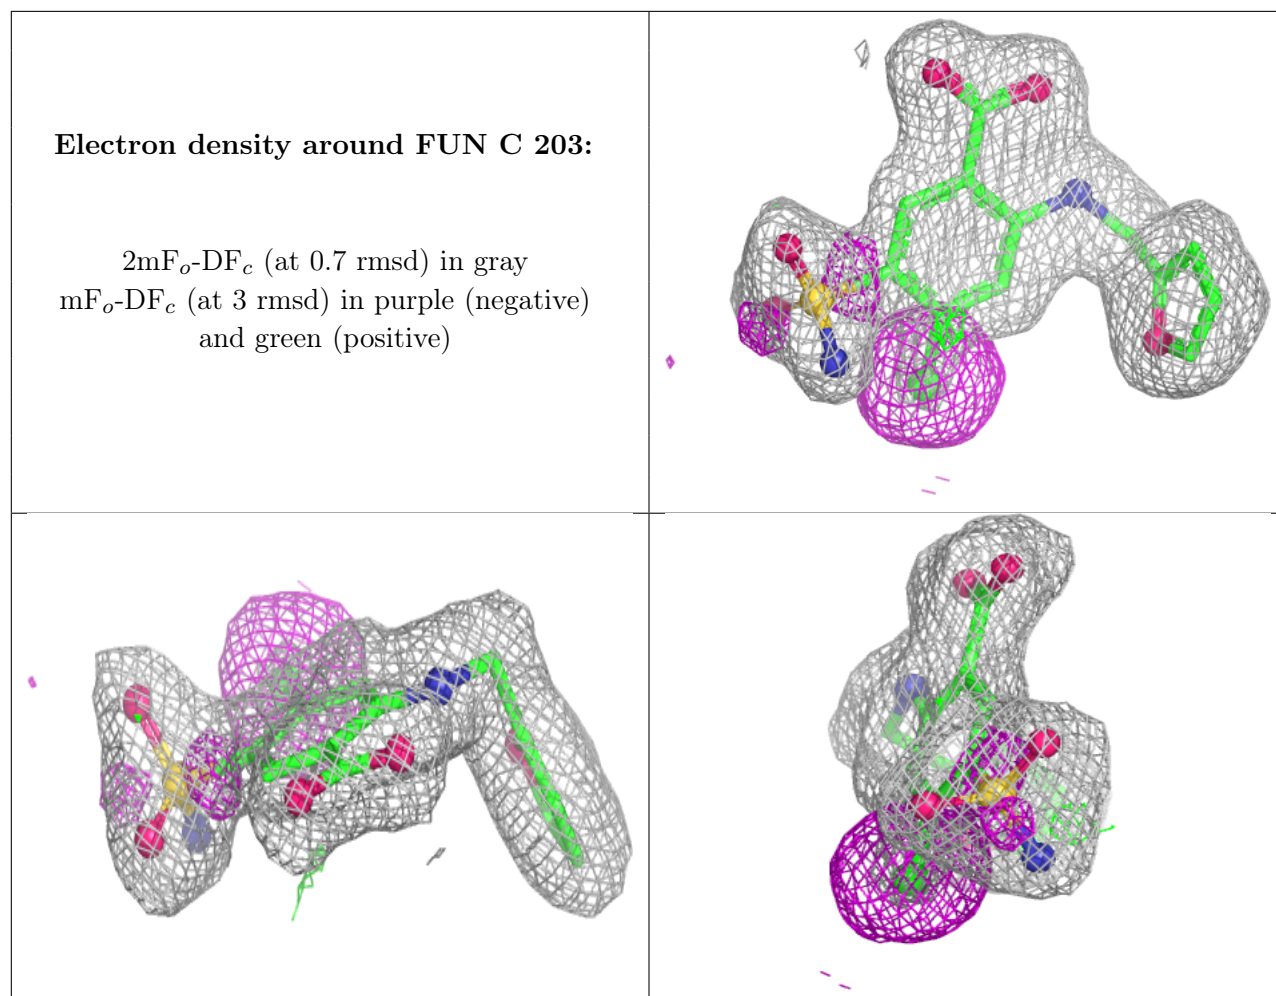 Electron density around FUN C 203:
2mFo-DFc (at 0.7 rmsd) in gray
mFo-DFc (at 3 rmsd) in purple (negative)
and green (positive)